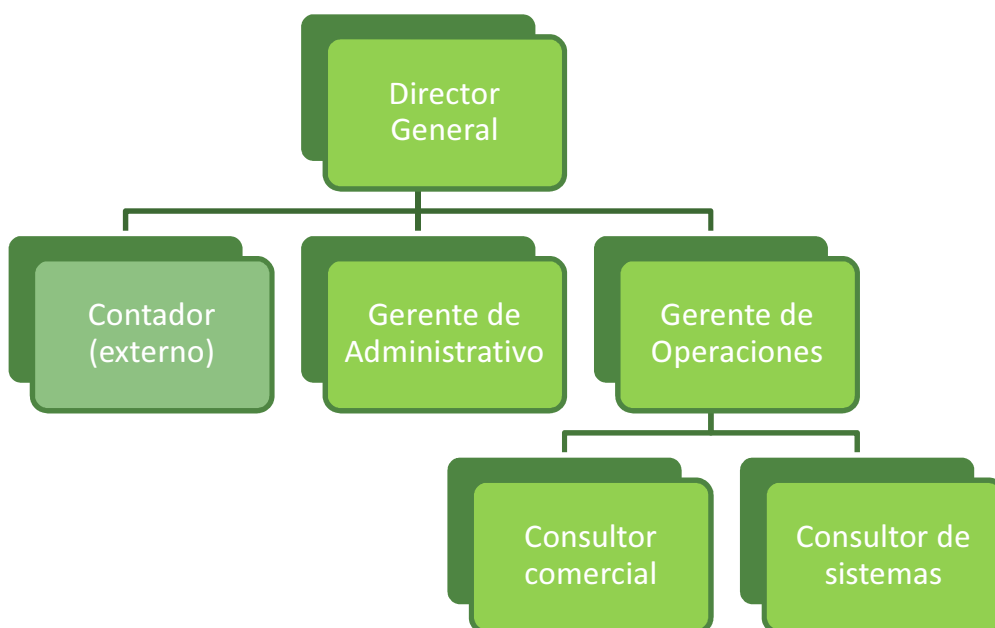 Director
General
Contador
(externo)
Gerente de
Administrativo
Gerente de
Operaciones
Consultor
comercial
Consultor de
sistemas